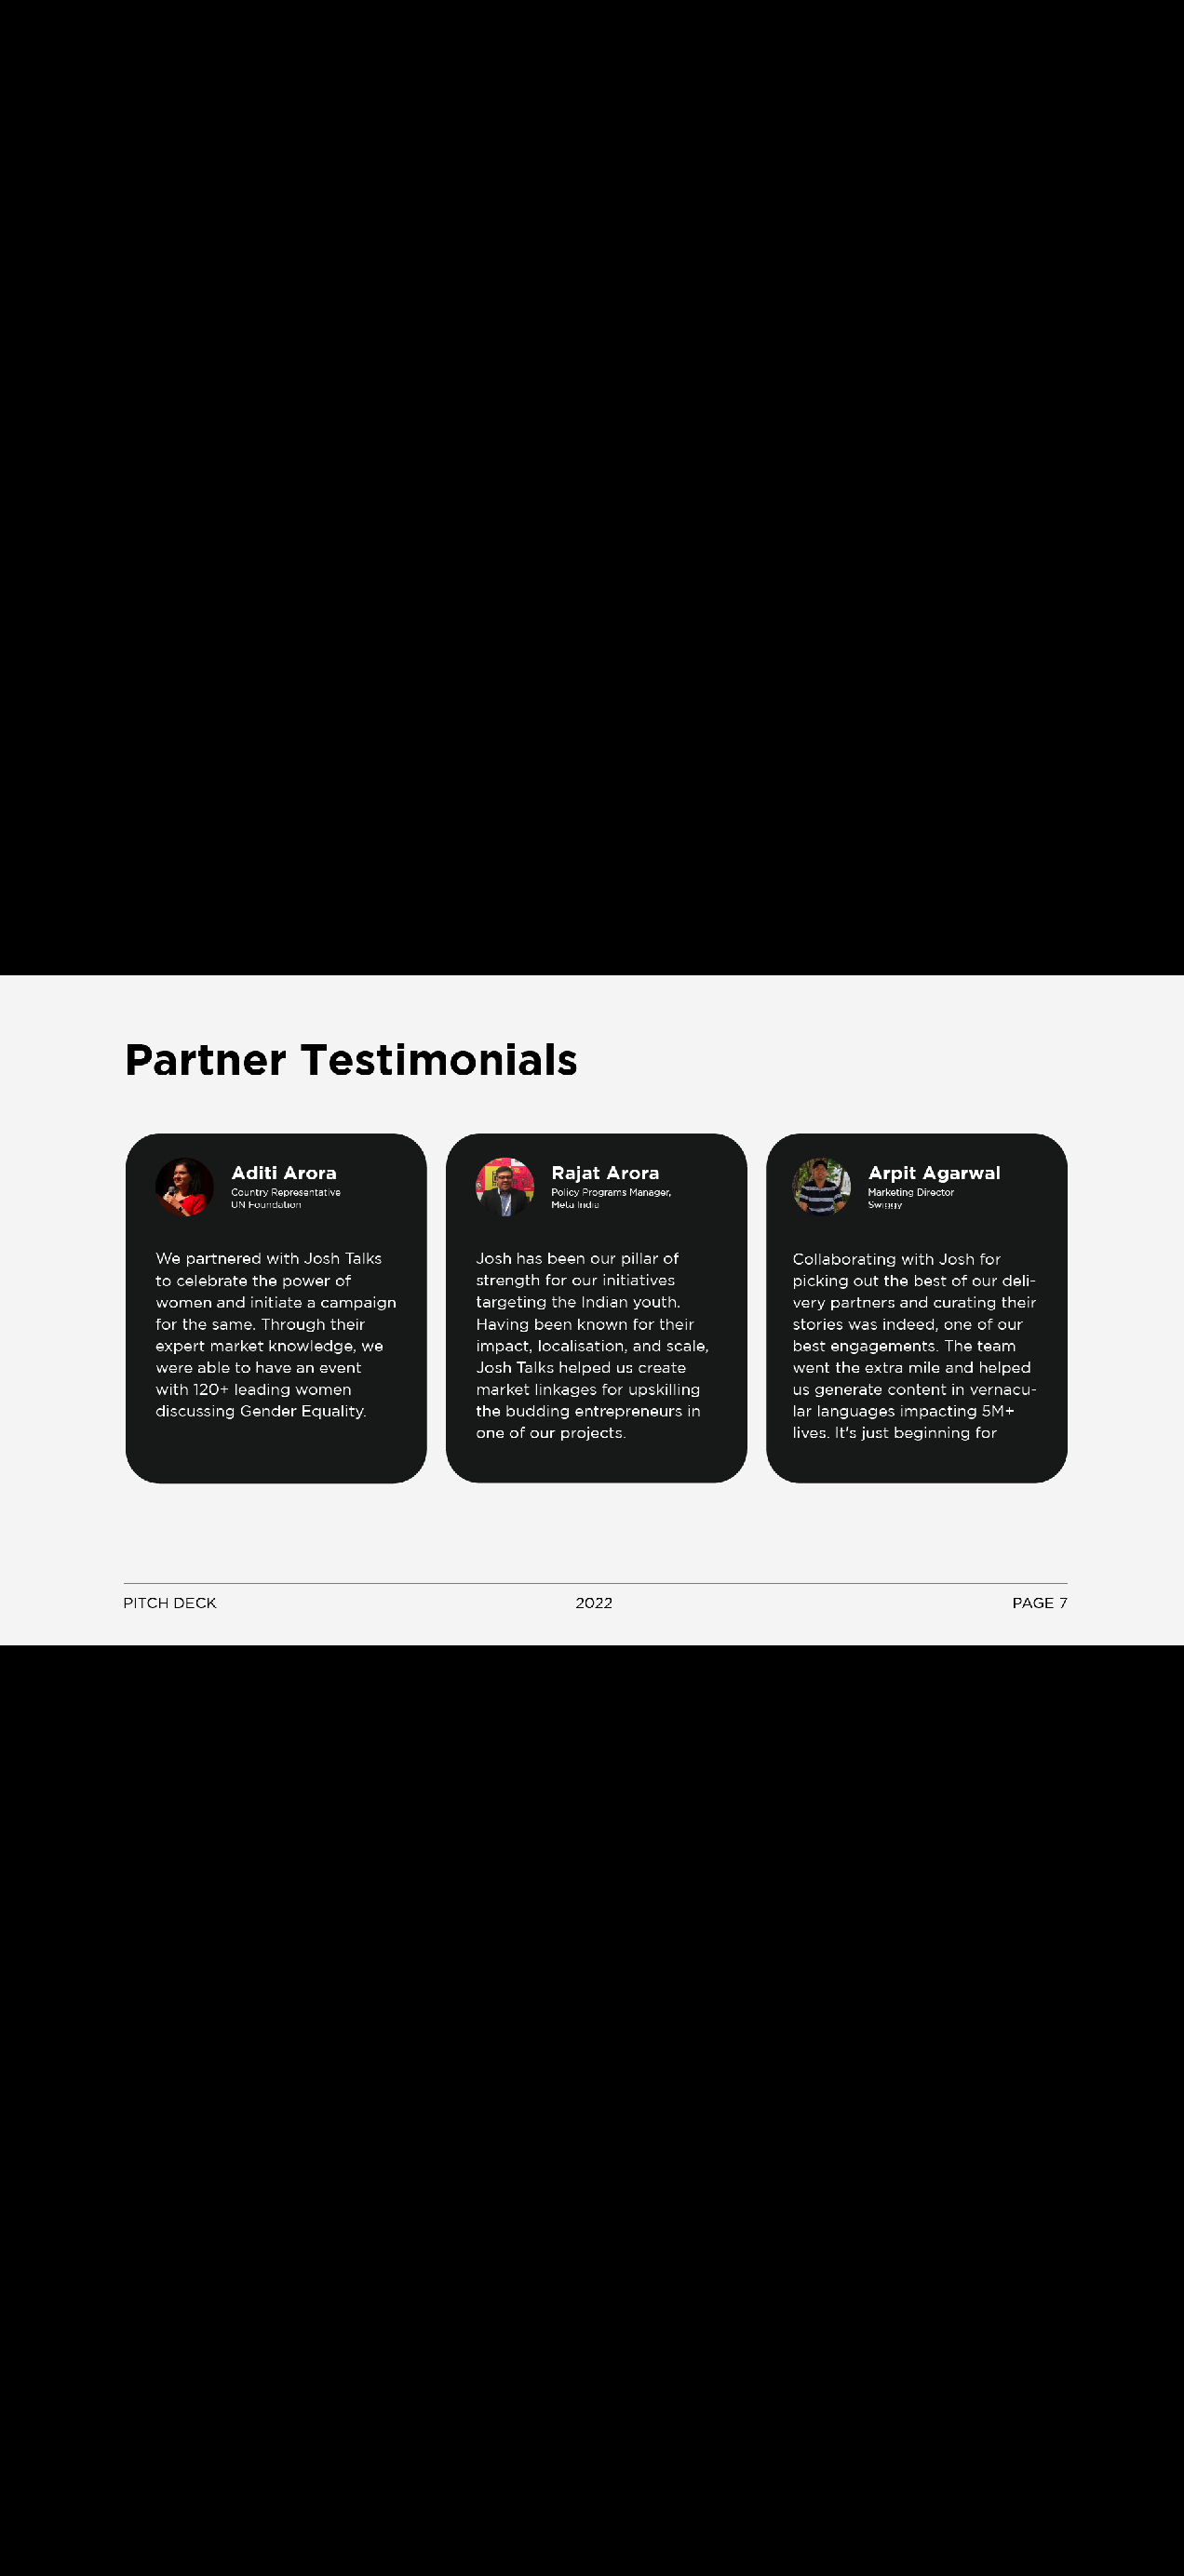 Partner Testimonials
Aditi Arora
Country Representative
UN Foundation
We partnered with Josh Talks
to celebrate the power of
women and initiate a campaign
for the same. Through their
expert market knowledge, we
were able to have an event
with 120+ leading women
discussing Gender Equality.
Rajat Arora
Policy Programs Manager,
Meta India
Josh has been our pillar of
strength for our initiatives
targeting the Indian youth.
Having been known for their
impact, localisation, and scale,
Josh Talks helped us create
market linkages for upskilling
the budding entrepreneurs in
one of our projects.
Arpit Agarwal
Marketing Director
Swiggy
Collaborating with Josh for
picking out the best of our deli-
very partners and curating their
stories was indeed, one of our
best engagements. The team
went the extra mile and helped
us generate content in vernacu-
lar languages impacting 5M+
lives. It's just beginning for
PITCH DECK
2022
PAGE 7